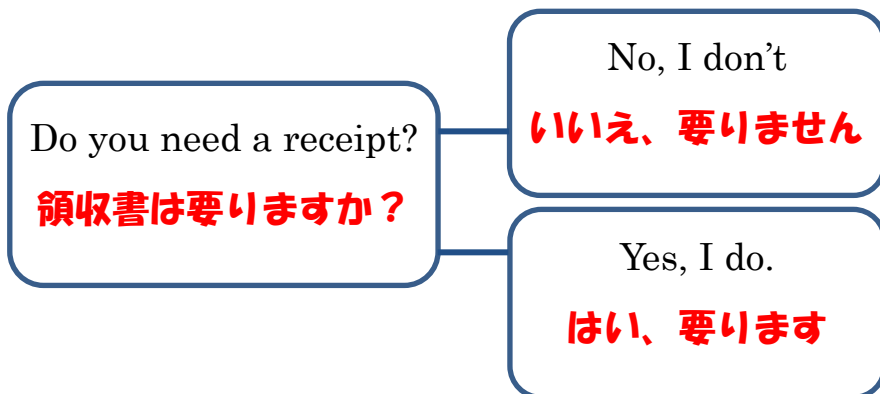 Do you need a receipt?
領収書は要りますか？
No, I don’t
いいえ、要りません
Yes, I do.
はい、要ります